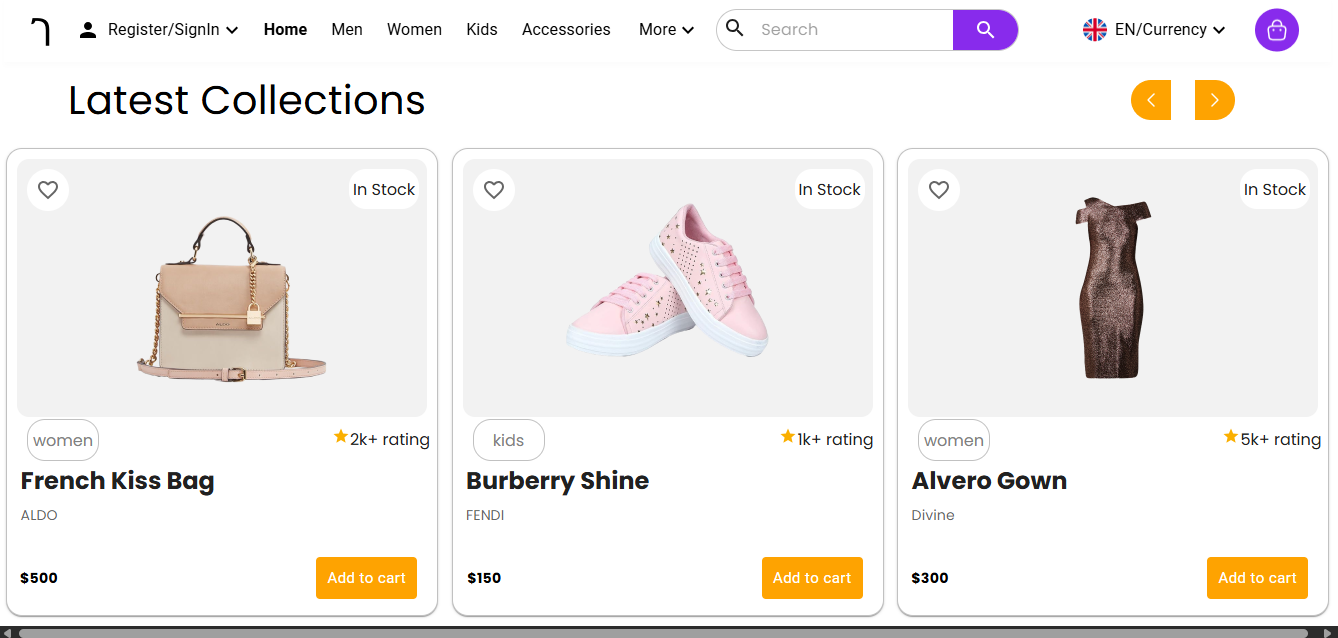 Register/SignIn Home Men Women Kids Accessories More Search EN/Currency
Latest Collections
In Stock
women 2k+ rating
French Kiss Bag
ALDO
$500 Add to cart
In Stock
kids 1k+ rating
Burberry Shine
FENDI
$150 Add to cart
In Stock
women 5k+ rating
Alvero Gown
Divine
$300 Add to cart